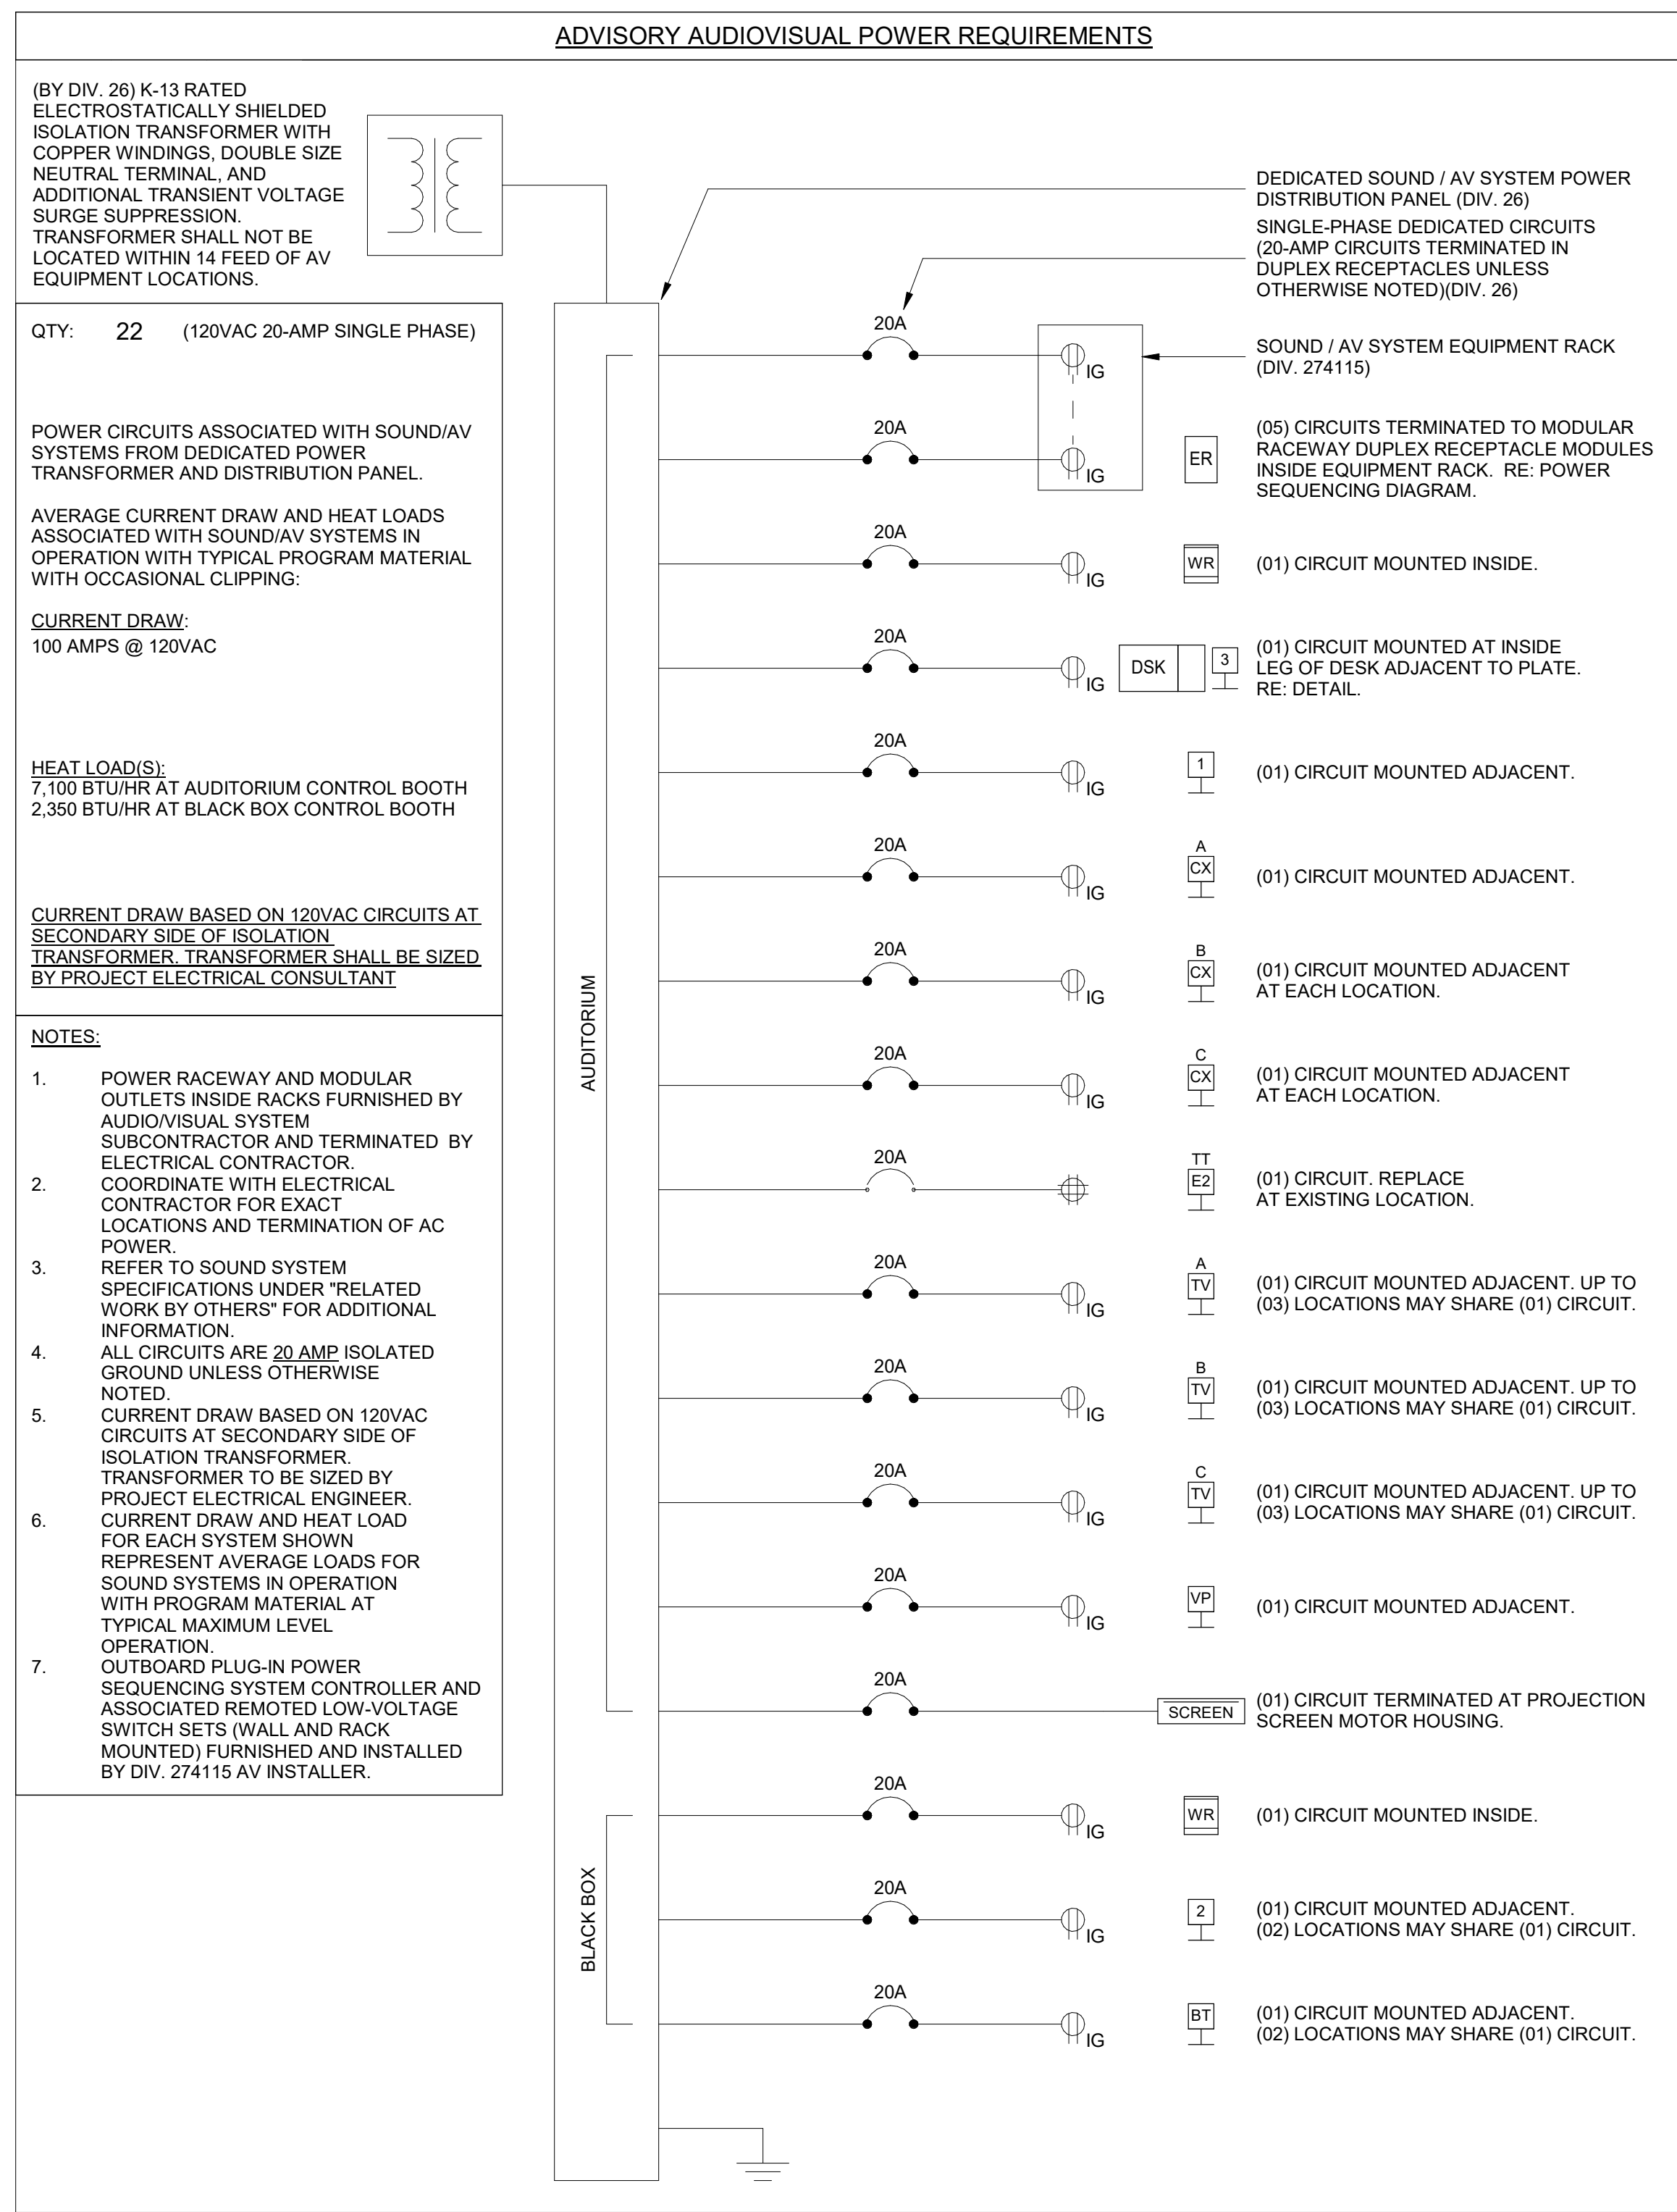 ADVISORY AUDIOVISUAL POWER REQUIREMENTS
(BY DIV. 26) K-13 RATED
ELECTROSTATICALLY SHIELDED
ISOLATION TRANSFORMER WITH
COPPER WINDINGS, DOUBLE SIZE
NEUTRAL TERMINAL, AND
ADDITIONAL TRANSIENT VOLTAGE
SURGE SUPPRESSION.
TRANSFORMER SHALL NOT BE
LOCATED WITHIN 14 FEED OF AV
EQUIPMENT LOCATIONS.
QTY: 22 (120VAC 20-AMP SINGLE PHASE)
POWER CIRCUITS ASSOCIATED WITH SOUND/AV
SYSTEMS FROM DEDICATED POWER
TRANSFORMER AND DISTRIBUTION PANEL.
AVERAGE CURRENT DRAW AND HEAT LOADS
ASSOCIATED WITH SOUND/AV SYSTEMS IN
OPERATION WITH TYPICAL PROGRAM MATERIAL
WITH OCCASIONAL CLIPPING:
CURRENT DRAW:
100 AMPS @ 120VAC
HEAT LOAD(S):
7,100 BTU/HR AT AUDITORIUM CONTROL BOOTH
2,350 BTU/HR AT BLACK BOX CONTROL BOOTH
CURRENT DRAW BASED ON 120VAC CIRCUITS AT
SECONDARY SIDE OF ISOLATION
TRANSFORMER. TRANSFORMER SHALL BE SIZED
BY PROJECT ELECTRICAL CONSULTANT
NOTES:
1. POWER RACEWAY AND MODULAR
OUTLETS INSIDE RACKS FURNISHED BY
AUDIO/VISUAL SYSTEM
SUBCONTRACTOR AND TERMINATED BY
ELECTRICAL CONTRACTOR.
2. COORDINATE WITH ELECTRICAL
CONTRACTOR FOR EXACT
LOCATIONS AND TERMINATION OF AC
POWER.
3. REFER TO SOUND SYSTEM
SPECIFICATIONS UNDER "RELATED
WORK BY OTHERS" FOR ADDITIONAL
INFORMATION.
4. ALL CIRCUITS ARE 20 AMP ISOLATED
GROUND UNLESS OTHERWISE
NOTED.
5. CURRENT DRAW BASED ON 120VAC
CIRCUITS AT SECONDARY SIDE OF
ISOLATION TRANSFORMER.
TRANSFORMER TO BE SIZED BY
PROJECT ELECTRICAL ENGINEER.
6. CURRENT DRAW AND HEAT LOAD
FOR EACH SYSTEM SHOWN
REPRESENT AVERAGE LOADS FOR
SOUND SYSTEMS IN OPERATION
WITH PROGRAM MATERIAL AT
TYPICAL MAXIMUM LEVEL
OPERATION.
7. OUTBOARD PLUG-IN POWER
SEQUENCING SYSTEM CONTROLLER AND
ASSOCIATED REMOTED LOW-VOLTAGE
SWITCH SETS (WALL AND RACK
MOUNTED) FURNISHED AND INSTALLED
BY DIV. 274115 AV INSTALLER.
DEDICATED SOUND / AV SYSTEM POWER
DISTRIBUTION PANEL (DIV. 26)
SINGLE-PHASE DEDICATED CIRCUITS
(20-AMP CIRCUITS TERMINATED IN
DUPLEX RECEPTACLES UNLESS
OTHERWISE NOTED)(DIV. 26)
AUDITORIUM
20A
IG
SOUND / AV SYSTEM EQUIPMENT RACK
(DIV. 274115)
20A
IG
ER
(05) CIRCUITS TERMINATED TO MODULAR
RACEWAY DUPLEX RECEPTACLE MODULES
INSIDE EQUIPMENT RACK. RE: POWER
SEQUENCING DIAGRAM.
20A
IG
WR
(01) CIRCUIT MOUNTED INSIDE.
20A
IG
DSK
3
(01) CIRCUIT MOUNTED AT INSIDE
LEG OF DESK ADJACENT TO PLATE.
RE: DETAIL.
20A
IG
1
(01) CIRCUIT MOUNTED ADJACENT.
20A
IG
A
CX
(01) CIRCUIT MOUNTED ADJACENT.
20A
IG
B
CX
(01) CIRCUIT MOUNTED ADJACENT
AT EACH LOCATION.
20A
IG
C
CX
(01) CIRCUIT MOUNTED ADJACENT
AT EACH LOCATION.
20A
TT
E2
(01) CIRCUIT. REPLACE
AT EXISTING LOCATION.
20A
IG
A
TV
(01) CIRCUIT MOUNTED ADJACENT. UP TO
(03) LOCATIONS MAY SHARE (01) CIRCUIT.
20A
IG
B
TV
(01) CIRCUIT MOUNTED ADJACENT. UP TO
(03) LOCATIONS MAY SHARE (01) CIRCUIT.
20A
IG
C
TV
(01) CIRCUIT MOUNTED ADJACENT. UP TO
(03) LOCATIONS MAY SHARE (01) CIRCUIT.
20A
IG
VP
(01) CIRCUIT MOUNTED ADJACENT.
20A
SCREEN
(01) CIRCUIT TERMINATED AT PROJECTION
SCREEN MOTOR HOUSING.
BLACK BOX
20A
IG
WR
(01) CIRCUIT MOUNTED INSIDE.
20A
IG
2
(01) CIRCUIT MOUNTED ADJACENT.
(02) LOCATIONS MAY SHARE (01) CIRCUIT.
20A
IG
BT
(01) CIRCUIT MOUNTED ADJACENT.
(02) LOCATIONS MAY SHARE (01) CIRCUIT.